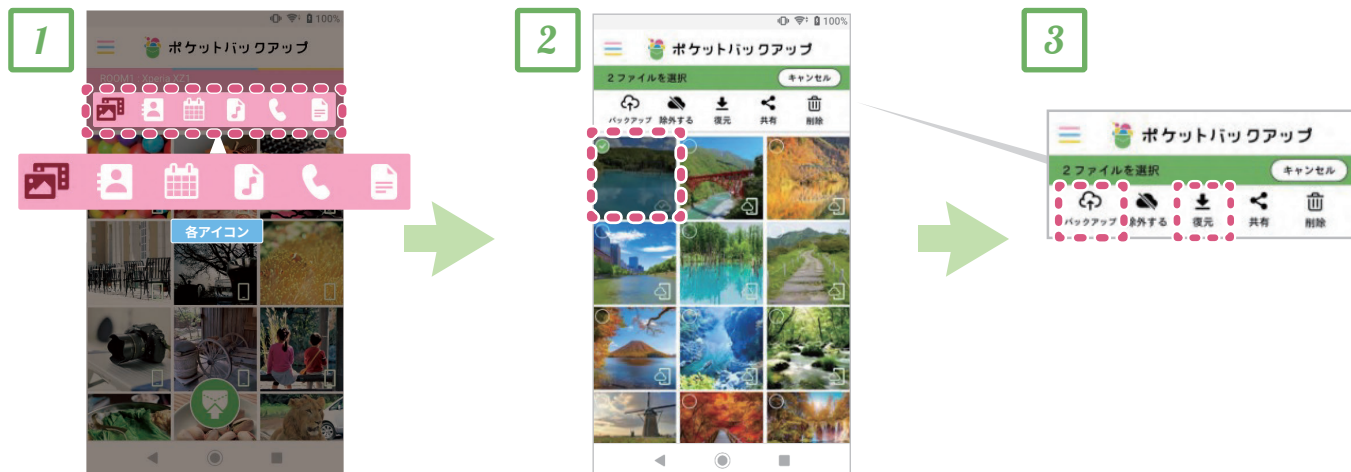 1
100%
ポケットバックアップ
ROOM1 : Xperia XZ1
各アイコン
2
100%
ポケットバックアップ
2ファイルを選択
キャンセル
バックアップ 除外する 復元 共有 削除
3
ポケットバックアップ
2ファイルを選択
キャンセル
バックアップ 除外する 復元 共有 削除